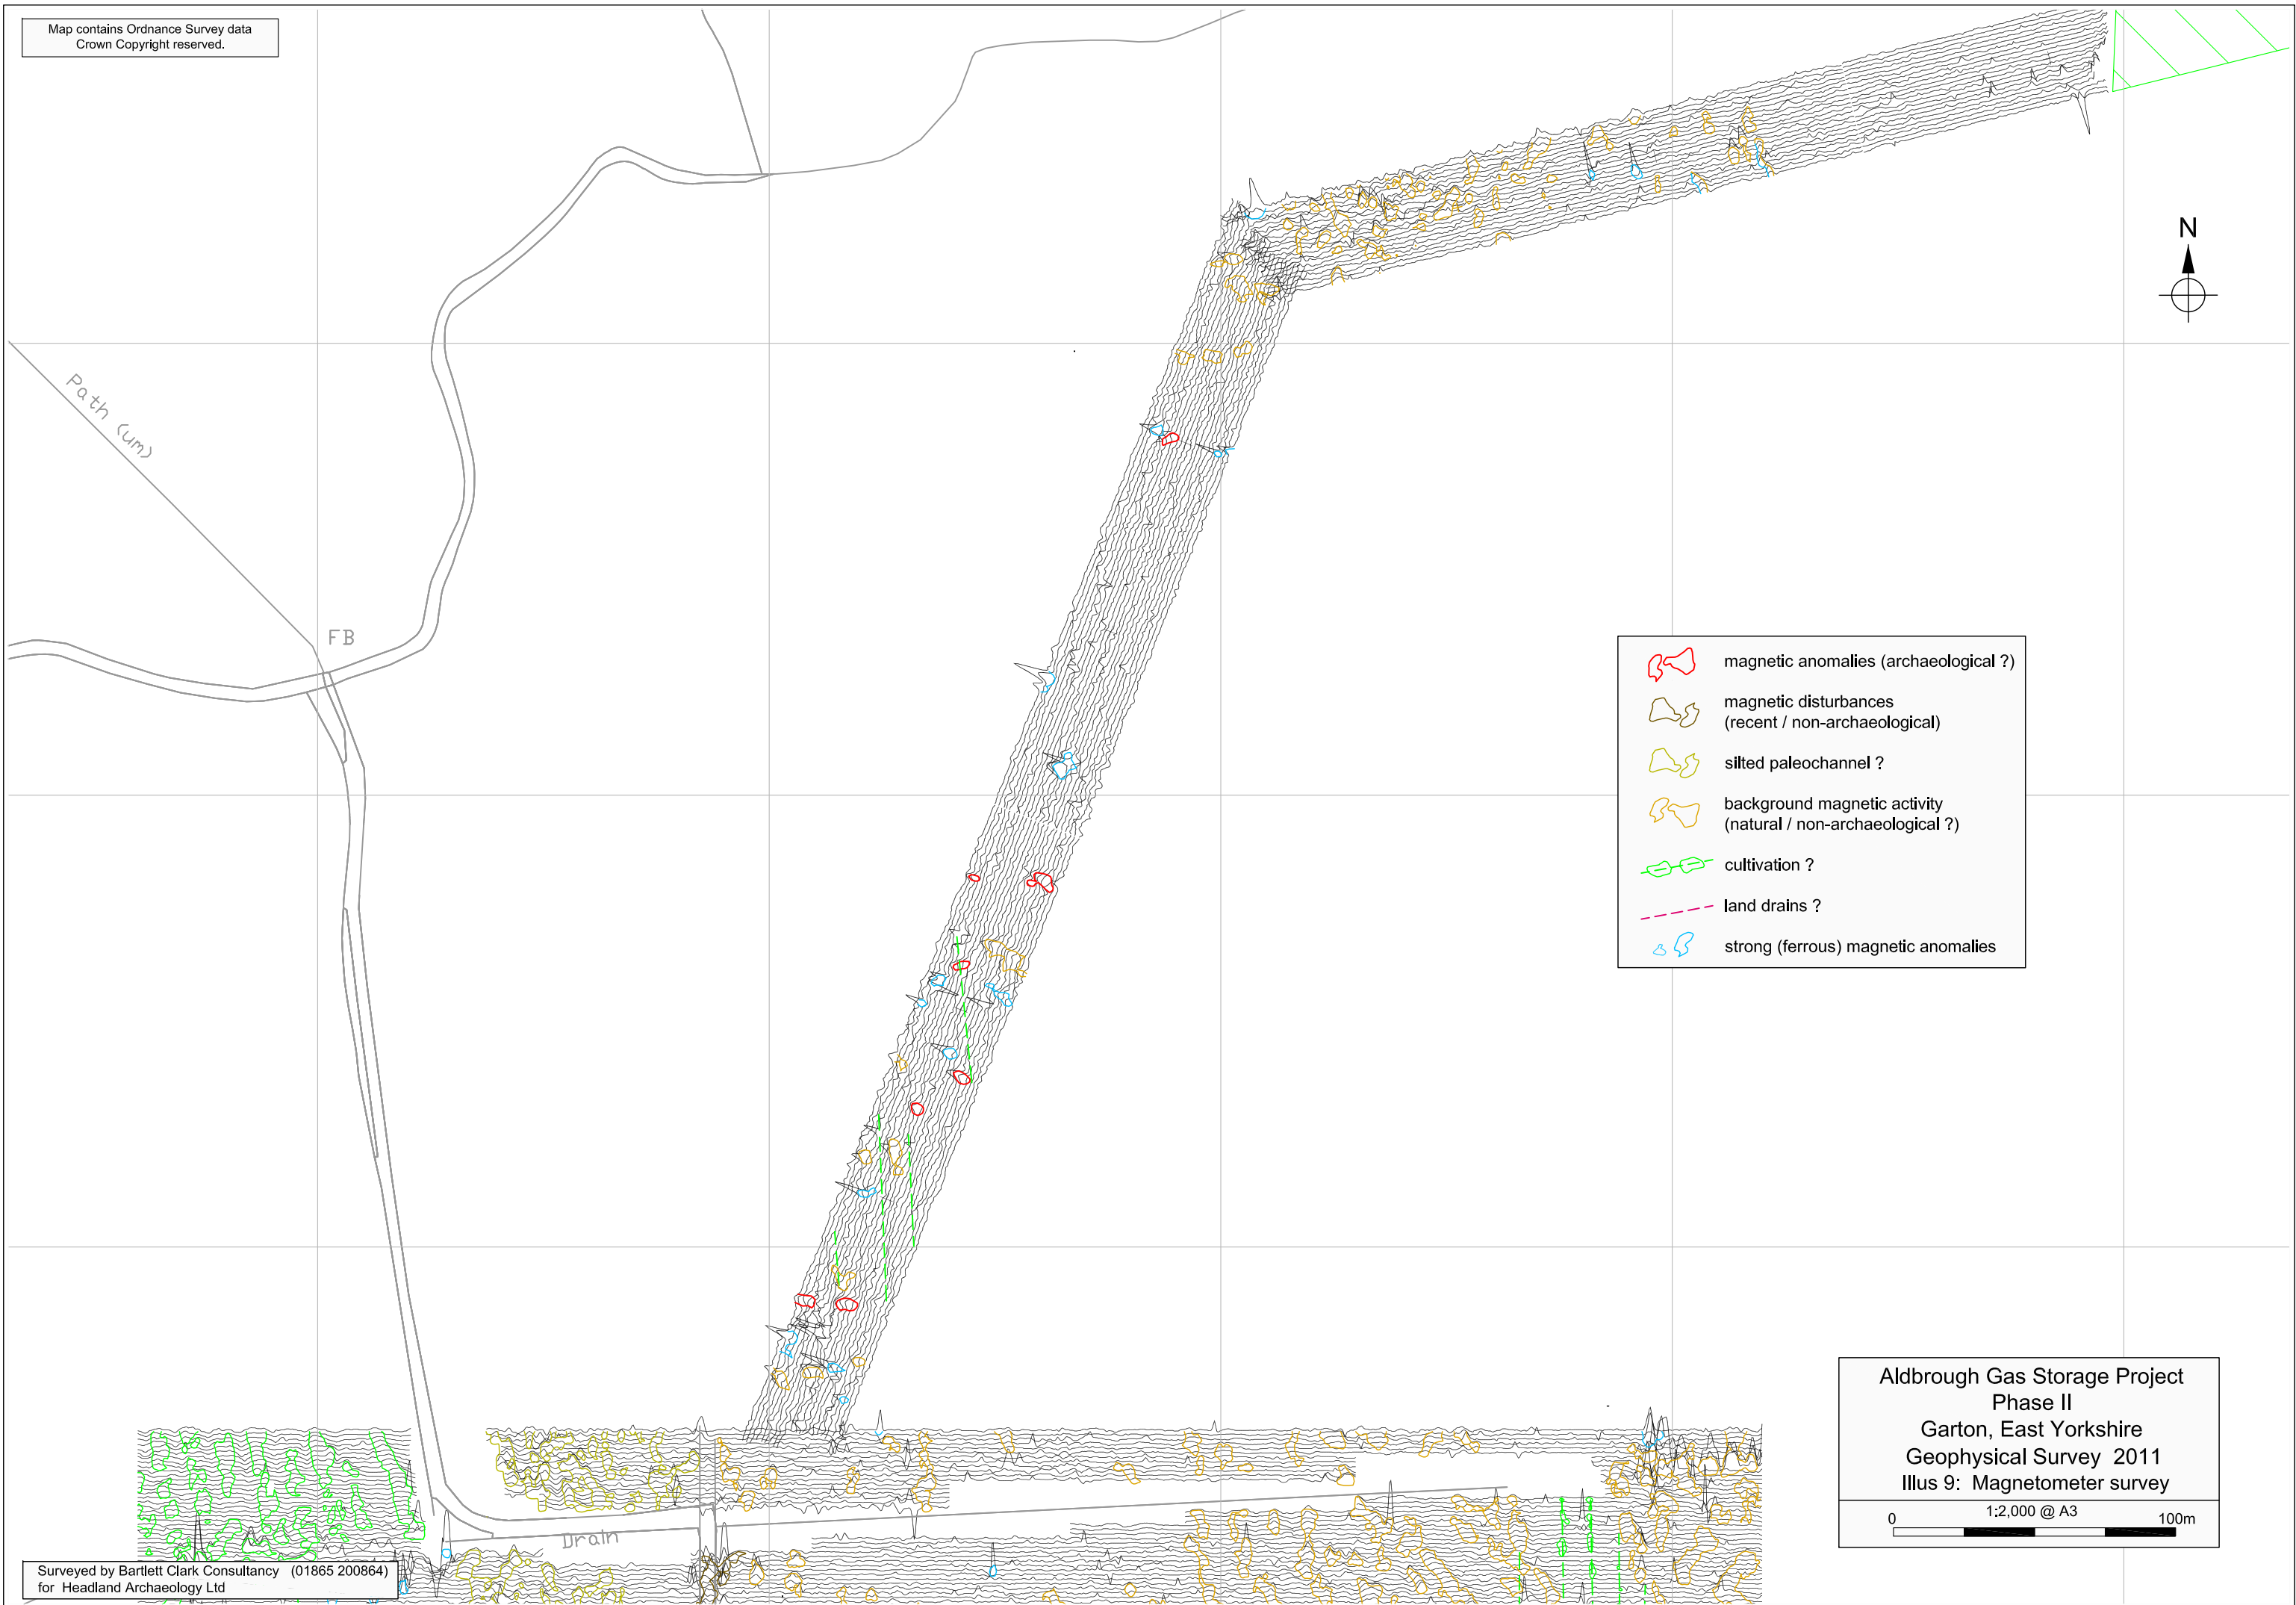 Map contains Ordnance Survey data
Crown Copyright reserved.
N
Path (um)
FB
magnetic anomalies (archaeological ?)
magnetic disturbances
(recent / non-archaeological)
silted paleochannel ?
background magnetic activity
(natural / non-archaeological ?)
cultivation ?
land drains ?
strong (ferrous) magnetic anomalies
Aldbrough Gas Storage Project
Phase II
Garton, East Yorkshire
Geophysical Survey 2011
Illus 9: Magnetometer survey
1:2,000 @ A3
0 100m
Drain
Surveyed by Bartlett Clark Consultancy (01865 200864)
for Headland Archaeology Ltd